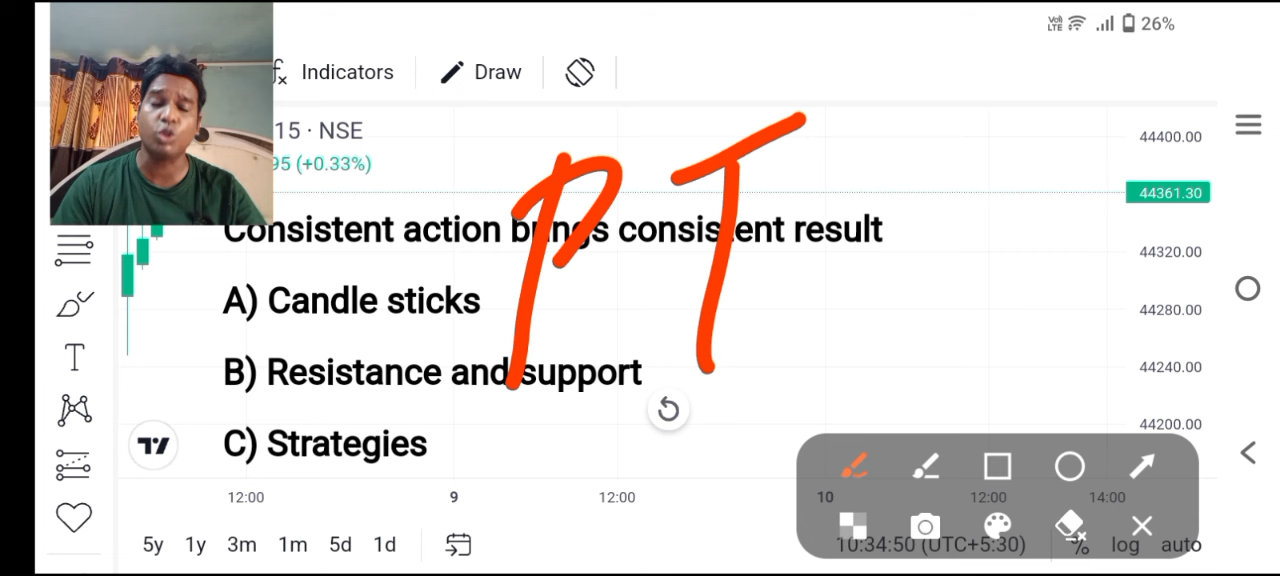 Vo) LTE 26%
Indicators Draw
15 · NSE
95 (+0.33%)
44400.00
44361.30
44320.00
44280.00
44240.00
44200.00
PT
Consistent action brings consistent result
A) Candle sticks
B) Resistance and support
C) Strategies
12:00 9 12:00 10 12:00 14:00
5y 1y 3m 1m 5d 1d 10:34:50 (UTC+5:30) % log auto